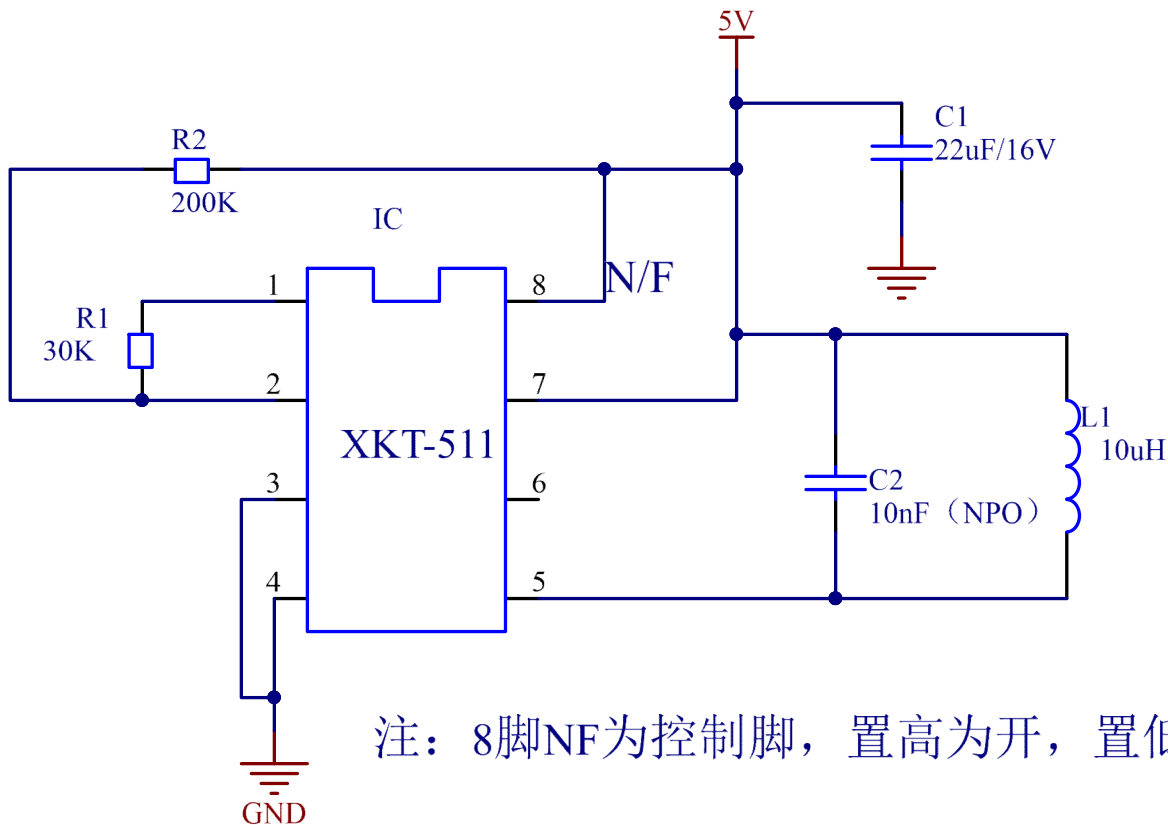 5V
C1
22uF/16V
R2
200K
IC
N/F
1
8
R1
30K
2
7
XKT-511
L1
10uH
3
6
C2
10nF（NPO）
4
5
注：8脚NF为控制脚，置高为开，置低
GND